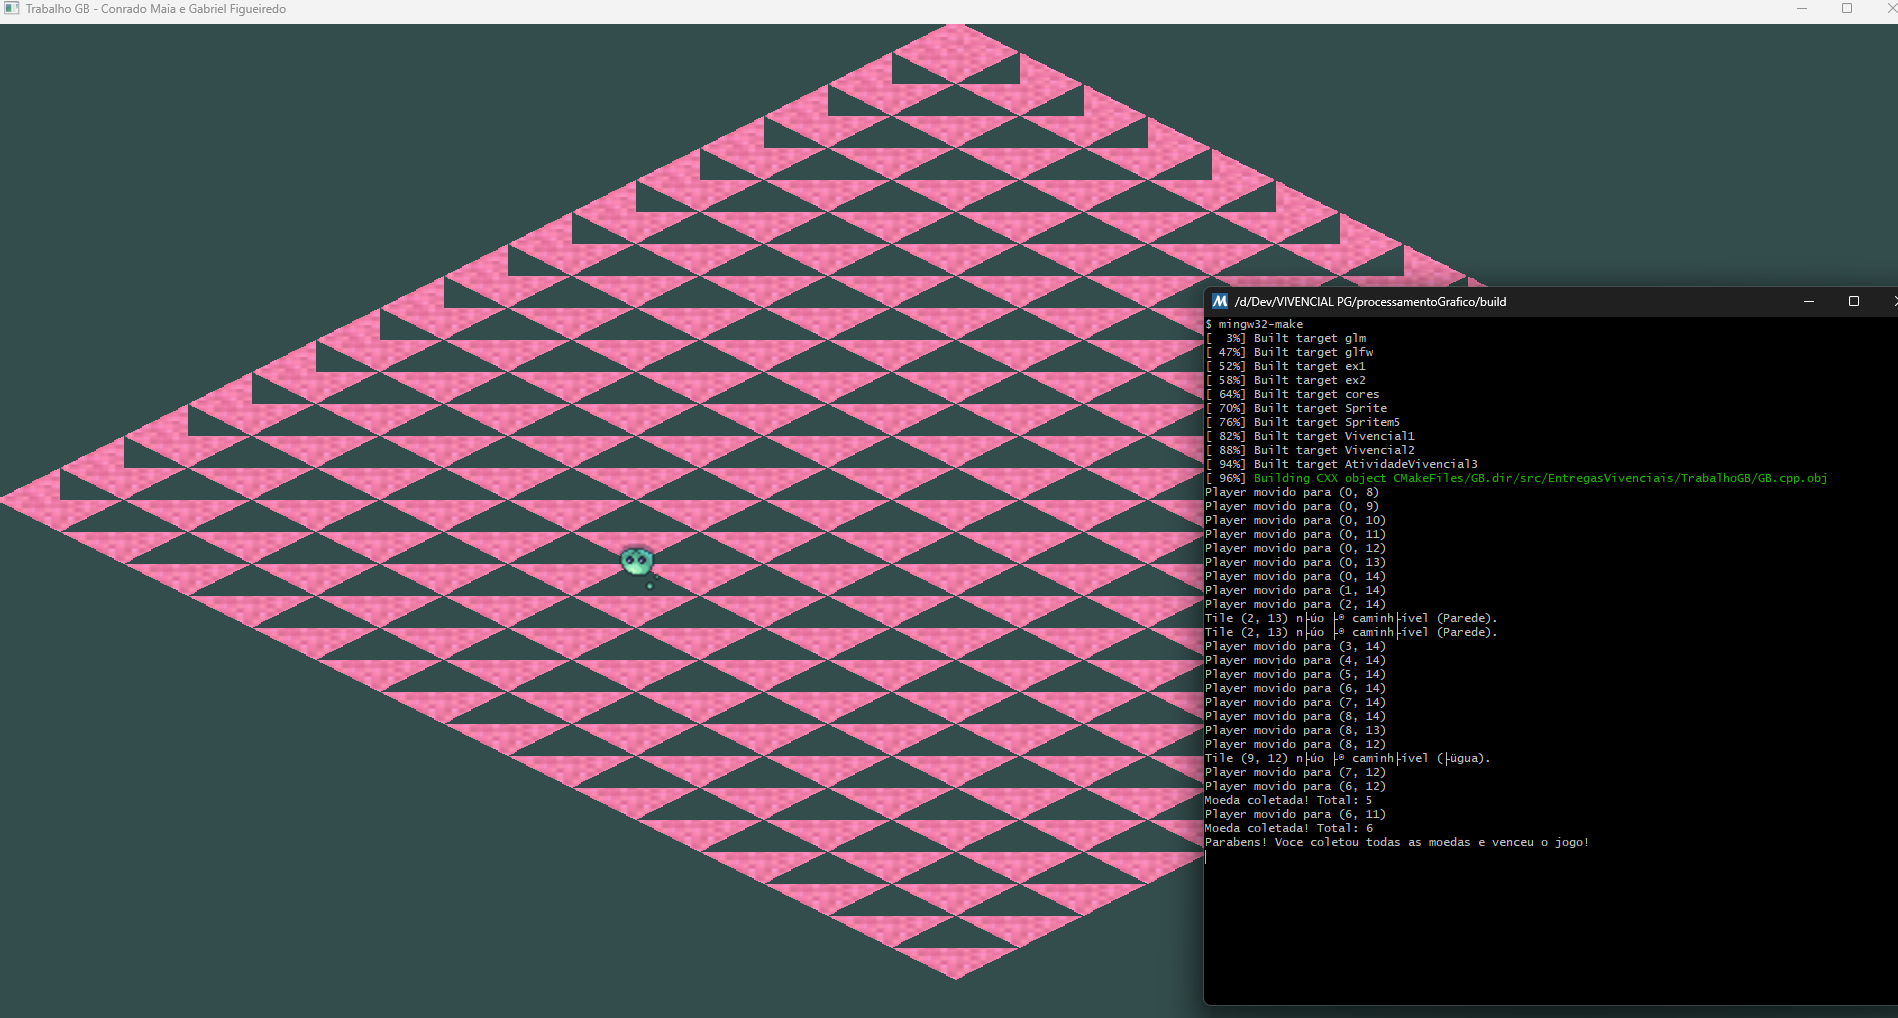 Trabalho GB - Conrado Maia e Gabriel Figueiredo
/d/Dev/VIVENCIAL PG/processamentoGrafico/build
$ mingw32-make
[  3%] Built target glm
[ 47%] Built target glfw
[ 52%] Built target ex1
[ 58%] Built target ex2
[ 64%] Built target cores
[ 70%] Built target Sprite
[ 76%] Built target Spritem5
[ 82%] Built target Vivencial1
[ 88%] Built target Vivencial2
[ 94%] Built target AtividadeVivencial3
[ 96%] Building CXX object CMakeFiles/GB.dir/src/EntregasVivenciais/TrabalhoGB/GB.cpp.obj
Player movido para (0, 8)
Player movido para (0, 9)
Player movido para (0, 10)
Player movido para (0, 11)
Player movido para (0, 12)
Player movido para (0, 13)
Player movido para (0, 14)
Player movido para (1, 14)
Player movido para (2, 14)
Tile (2, 13) n├úo ├® caminh├ível (Parede).
Tile (2, 13) n├úo ├® caminh├ível (Parede).
Player movido para (3, 14)
Player movido para (4, 14)
Player movido para (5, 14)
Player movido para (6, 14)
Player movido para (7, 14)
Player movido para (8, 14)
Player movido para (8, 13)
Player movido para (8, 12)
Tile (9, 12) n├úo ├® caminh├ível (├ügua).
Player movido para (7, 12)
Player movido para (6, 12)
Moeda coletada! Total: 5
Player movido para (6, 11)
Moeda coletada! Total: 6
Parabens! Voce coletou todas as moedas e venceu o jogo!